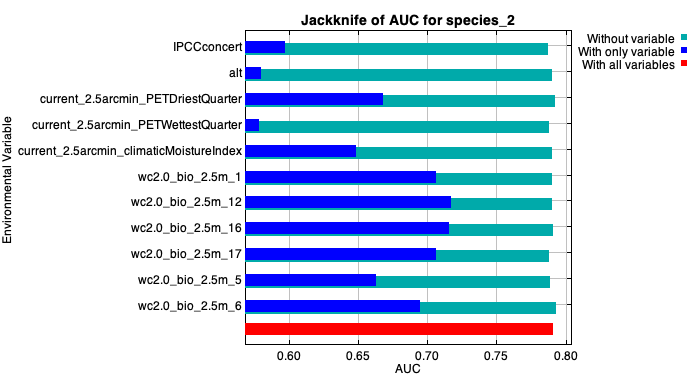 Jackknife of AUC for species_2
Without variable
With only variable
With all variables
Environmental Variable
IPCCconcert
alt
current_2.5arcmin_PETDriestQuarter
current_2.5arcmin_PETWettestQuarter
current_2.5arcmin_climaticMoistureIndex
wc2.0_bio_2.5m_1
wc2.0_bio_2.5m_12
wc2.0_bio_2.5m_16
wc2.0_bio_2.5m_17
wc2.0_bio_2.5m_5
wc2.0_bio_2.5m_6
0.60 0.65 0.70 0.75 0.80
AUC